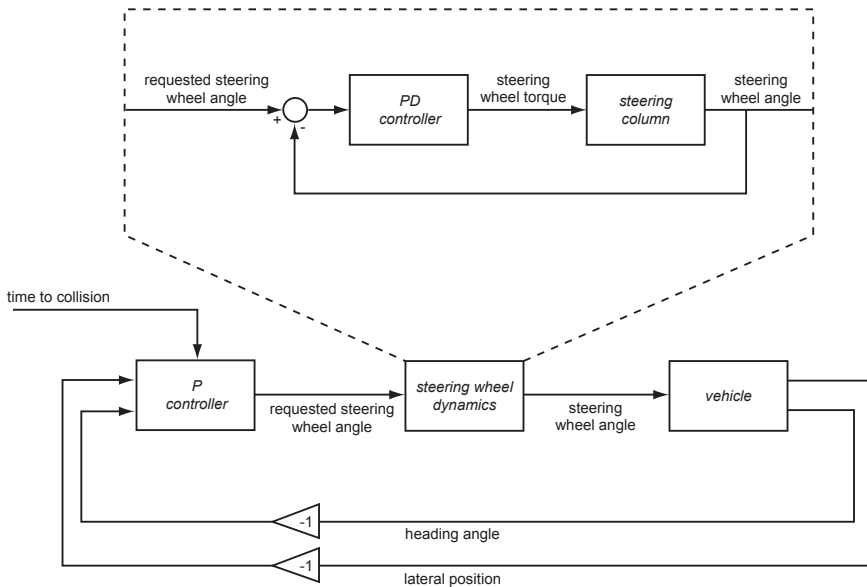 requested steering
wheel angle
+
-
PD
controller
steering
wheel torque
steering
column
steering
wheel angle
time to collision
P
controller
requested steering
wheel angle
steering wheel
dynamics
steering
wheel angle
vehicle
-1
heading angle
-1
lateral position